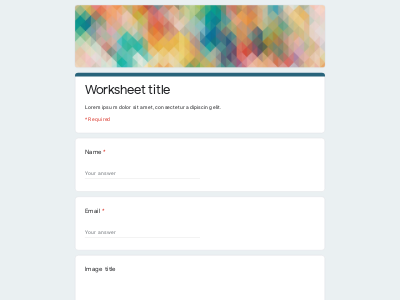 Worksheet title
Lorem ipsum dolor sit amet, consectetur adipiscing elit.
* Required
Name *
Your answer
Email *
Your answer
Image title